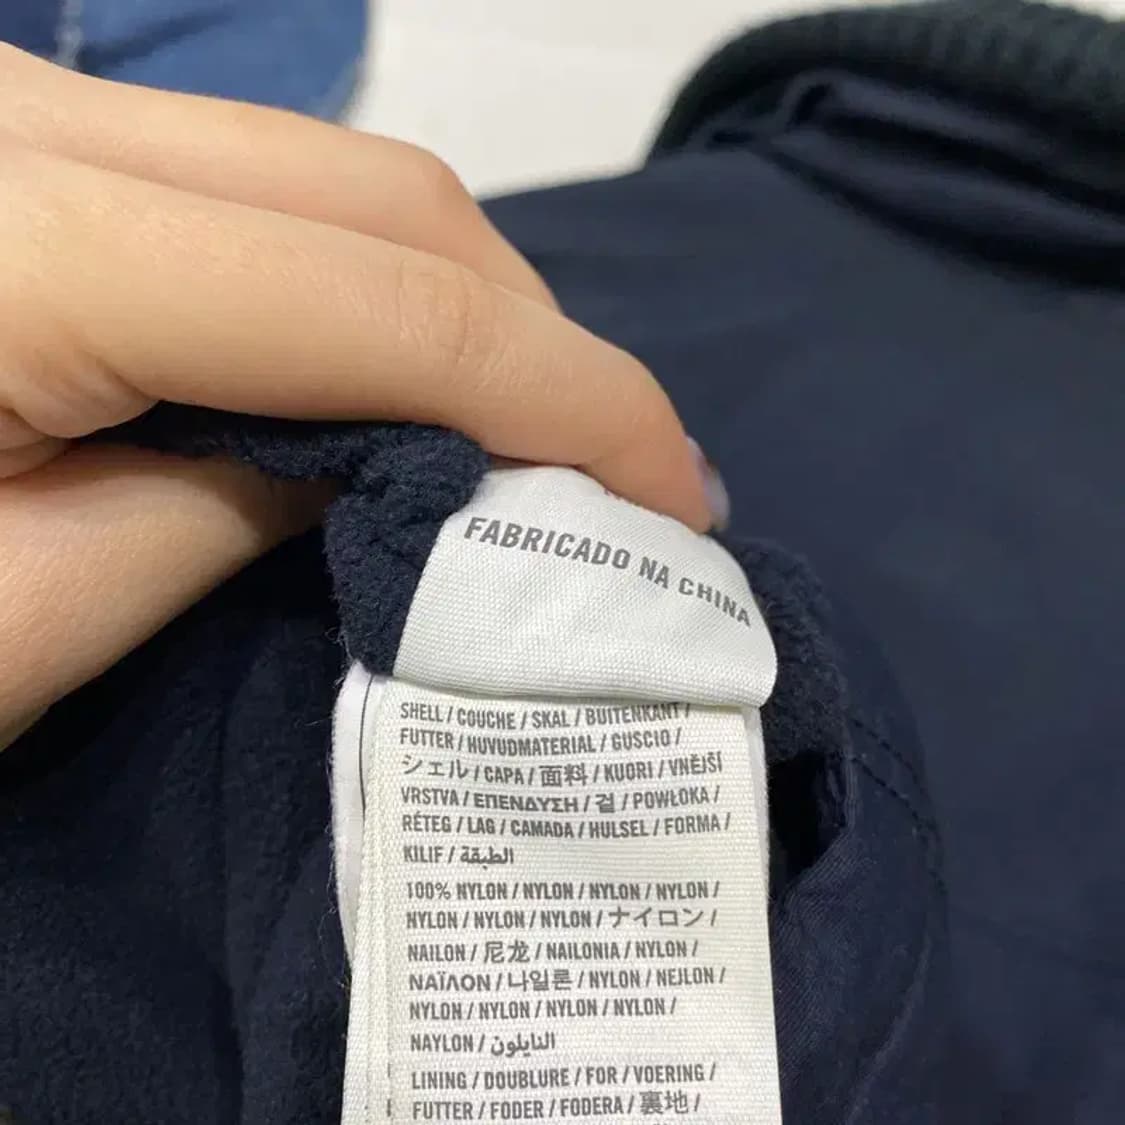 FABRICADO NA CHINA
SHELL / COUCHE / SKAL / BUITENKANT /
FUTTER / HUVUDMATERIAL / GUSCIO /
シェル / CAPA / 面料 / KUORI / VNĚJŠÍ
VRSTVA / ΕΠΕΝΔΥΣΗ / 겉 / POWŁOKA /
RÉTEG / LAG / CAMADA / HULSEL / FORMA /
KILIF / الطبقة
100% NYLON / NYLON / NYLON / NYLON /
NYLON / NYLON / NYLON / ナイロン /
NAILON / 尼龙 / NAILONIA / NYLON /
ΝΑΪΛΟΝ / 나일론 / NYLON / NEJLON /
NYLON / NYLON / NYLON / NYLON /
NAYLON / النايلون
LINING / DOUBLURE / FOR / VOERING /
FUTTER / FODER / FODERA / 裏地 /